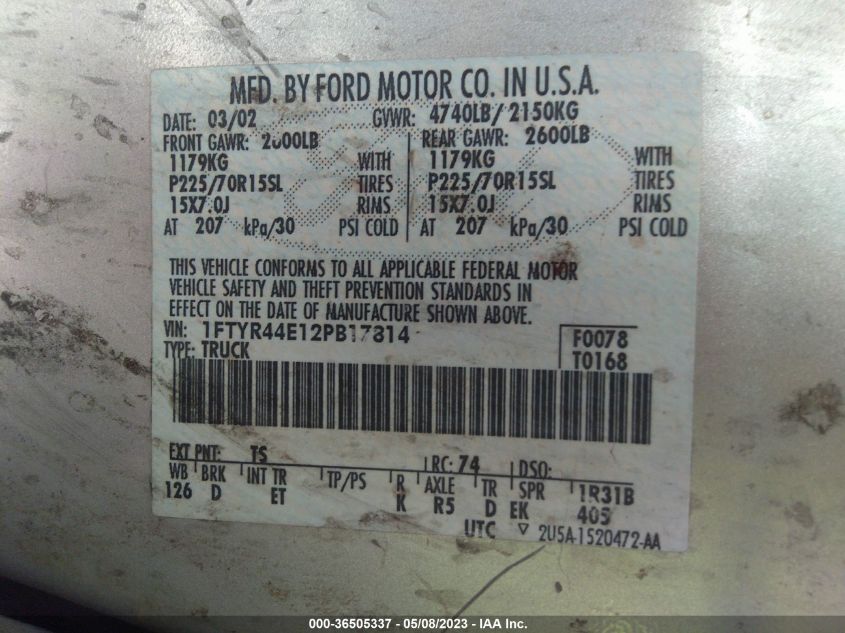 MFD. BY FORD MOTOR CO. IN U.S.A.
DATE: 03/02 GVWR: 4740LB/ 2150KG
FRONT GAWR: 2600LB REAR GAWR: 2600LB
1179KG WITH 1179KG WITH
P225/70R15SL TIRES P225/70R15SL TIRES
15X7.0J RIMS 15X7.0J RIMS
AT 207 kPa/30 PSI COLD AT 207 kPa/30 PSI COLD
THIS VEHICLE CONFORMS TO ALL APPLICABLE FEDERAL MOTOR
VEHICLE SAFETY AND THEFT PREVENTION STANDARDS IN
EFFECT ON THE DATE OF MANUFACTURE SHOWN ABOVE.
VIN: 1FTYR44E12PB17814 F0078
TYPE: TRUCK T0168
EXT PNT: TS RC: 74 DSO:
WB BRK INT TR TP/PS R AXLE TR SPR 1R31B
126 D ET K R5 D EK 405
UTC ▽ 2U5A-1520472-AA
000-36505337 - 05/08/2023 - IAA Inc.